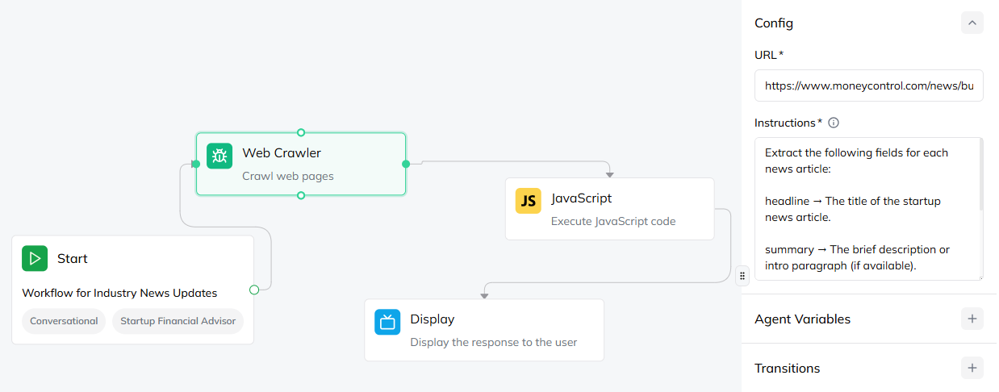 Web Crawler
Crawl web pages
JS
JavaScript
Execute JavaScript code
Start
Workflow for Industry News Updates
Conversational
Startup Financial Advisor
Display
Display the response to the user
Config
URL*
https://www.moneycontrol.com/news/bu
Instructions*
Extract the following fields for each
news article:
headline → The title of the startup
news article.
summary → The brief description or
intro paragraph (if available).
Agent Variables
Transitions